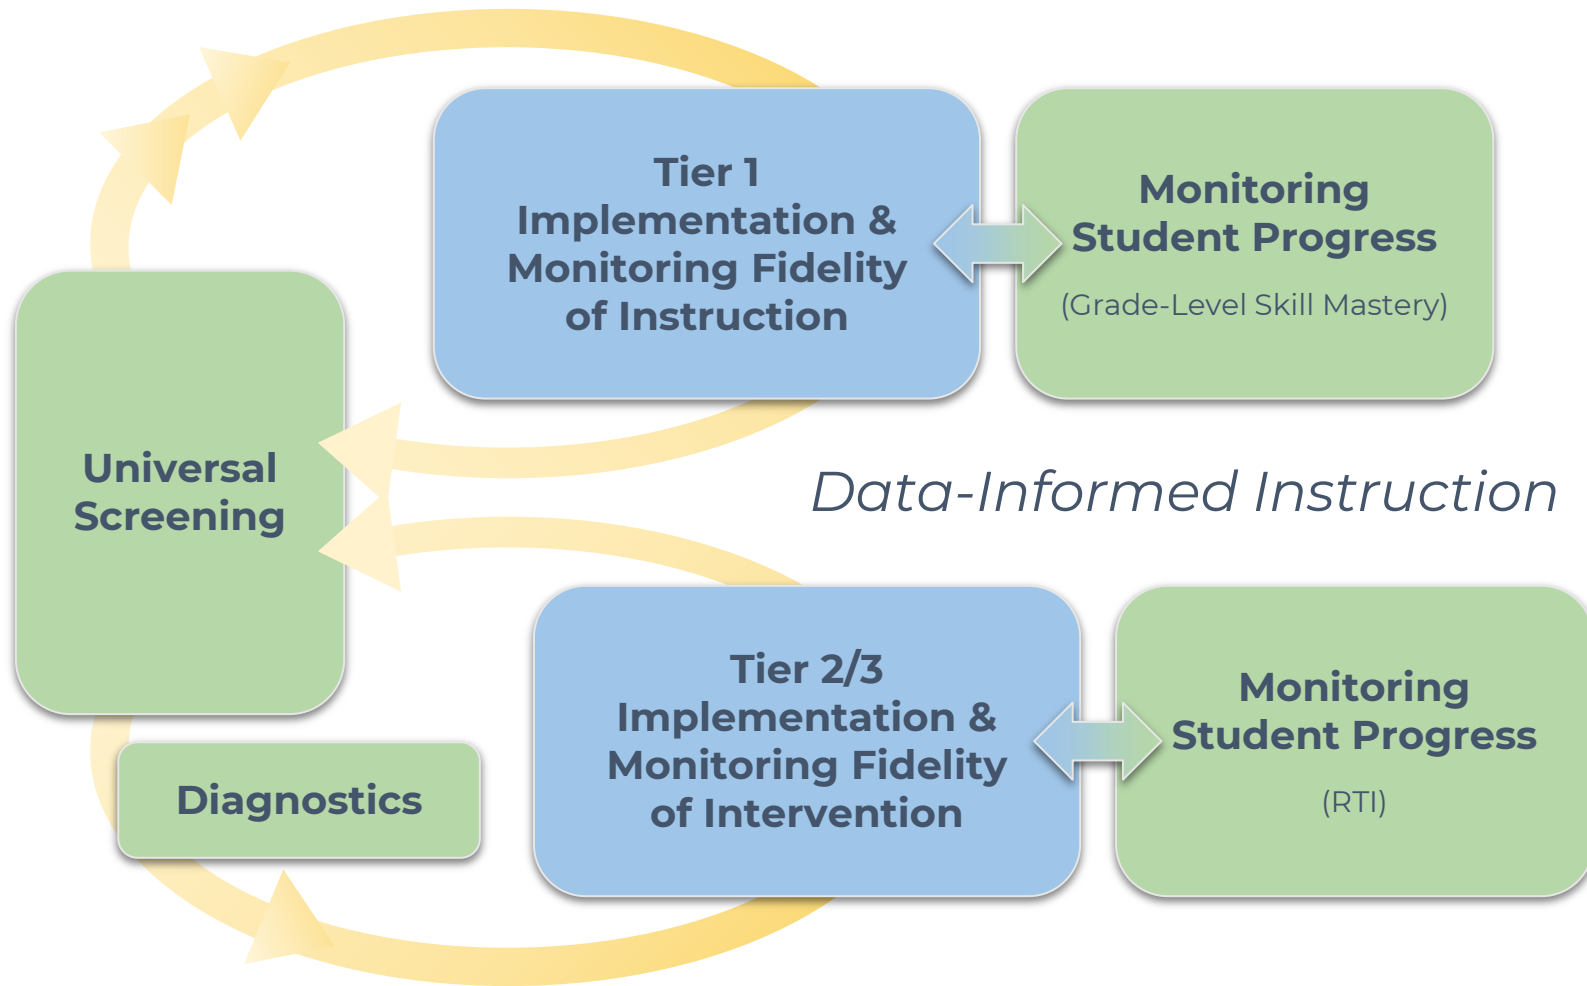 Tier 1
Implementation &
Monitoring Fidelity
of Instruction
Monitoring
Student Progress
(Grade-Level Skill Mastery)
Universal
Screening
Data-Informed Instruction
Tier 2/3
Implementation &
Monitoring Fidelity
of Intervention
Monitoring
Student Progress
(RTI)
Diagnostics